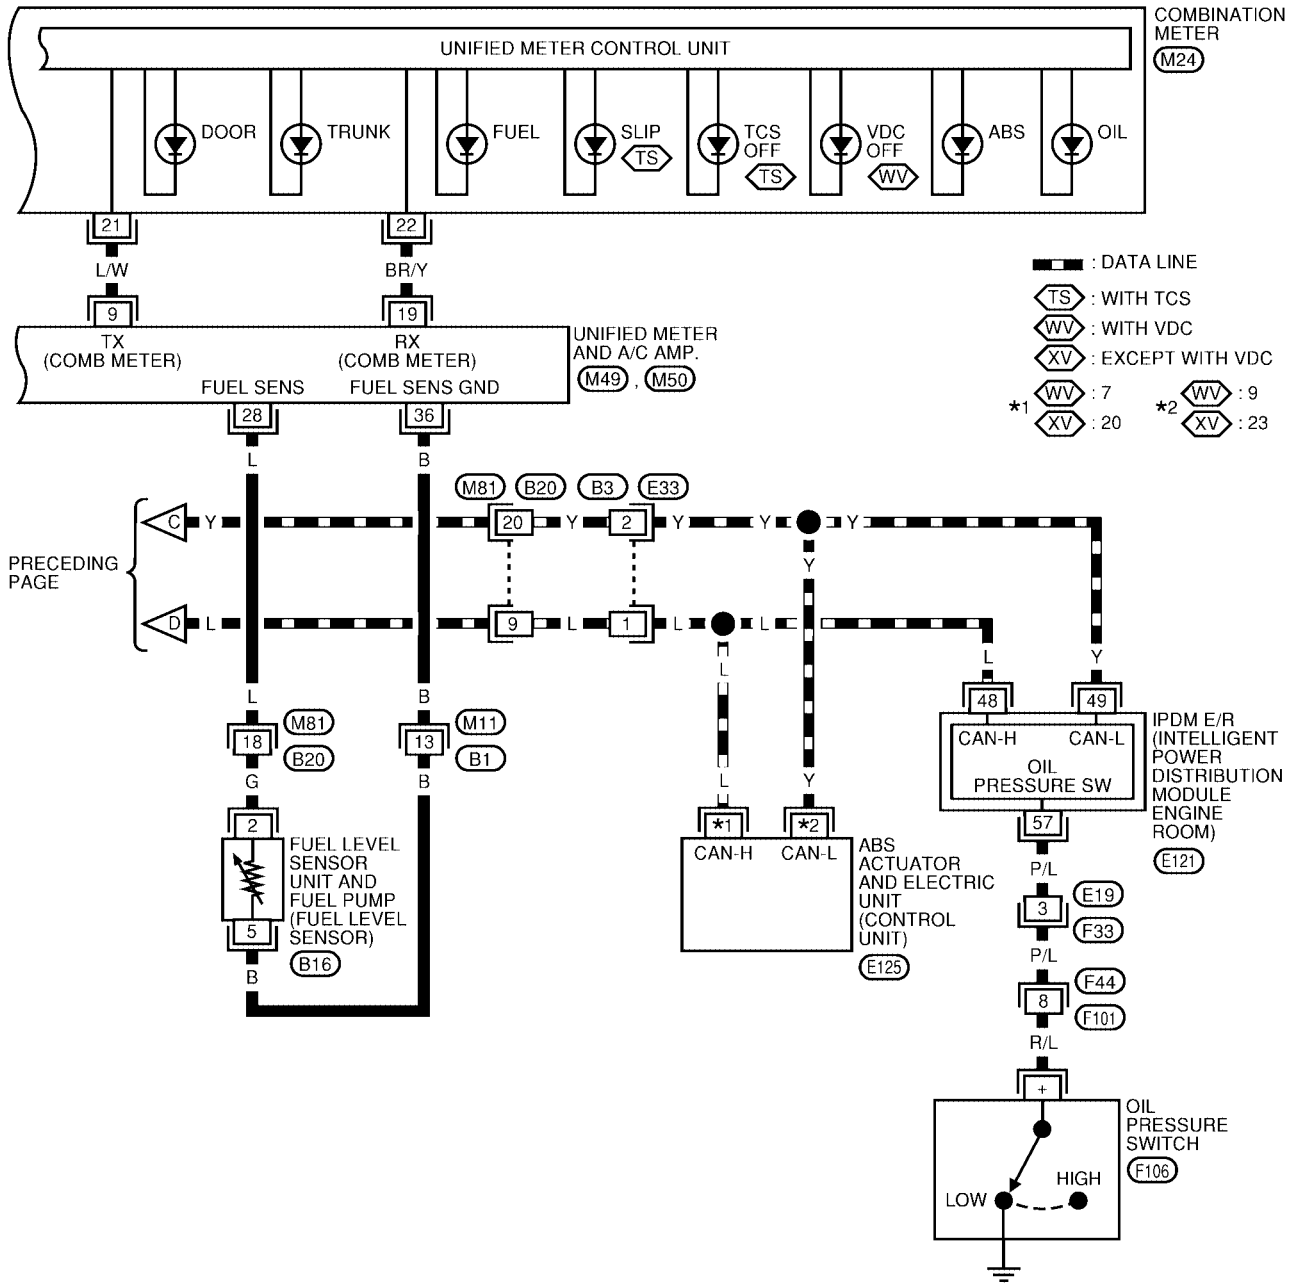 COMBINATION
METER
M24
UNIFIED METER CONTROL UNIT
DOOR
TRUNK
FUEL
SLIP
TS
TCS
OFF
TS
VDC
OFF
WV
ABS
OIL
21
22
L/W
BR/Y
9
19
TX
(COMB METER)
RX
(COMB METER)
FUEL SENS
FUEL SENS GND
28
36
UNIFIED METER
AND A/C AMP.
M49 , M50
: DATA LINE
TS : WITH TCS
WV : WITH VDC
XV : EXCEPT WITH VDC
*1
WV : 7
XV : 20
*2
WV : 9
XV : 23
L
B
M81 B20 B3 E33
PRECEDING
PAGE
C Y 20 Y 2 Y Y Y
Y
D L 9 L 1 L L
L
L
Y
L
B
L
Y
M81
18
B20
M11
13
B1
G
B
2
FUEL LEVEL
SENSOR
UNIT AND
FUEL PUMP
(FUEL LEVEL
SENSOR)
B16
5
B
*1
*2
CAN-H
CAN-L
ABS
ACTUATOR
AND ELECTRIC
UNIT
(CONTROL
UNIT)
E125
48
49
CAN-H
CAN-L
OIL
PRESSURE SW
57
IPDM E/R
(INTELLIGENT
POWER
DISTRIBUTION
MODULE
ENGINE
ROOM)
E121
P/L
E19
3
F33
P/L
F44
8
F101
R/L
+
OIL
PRESSURE
SWITCH
F106
HIGH
LOW